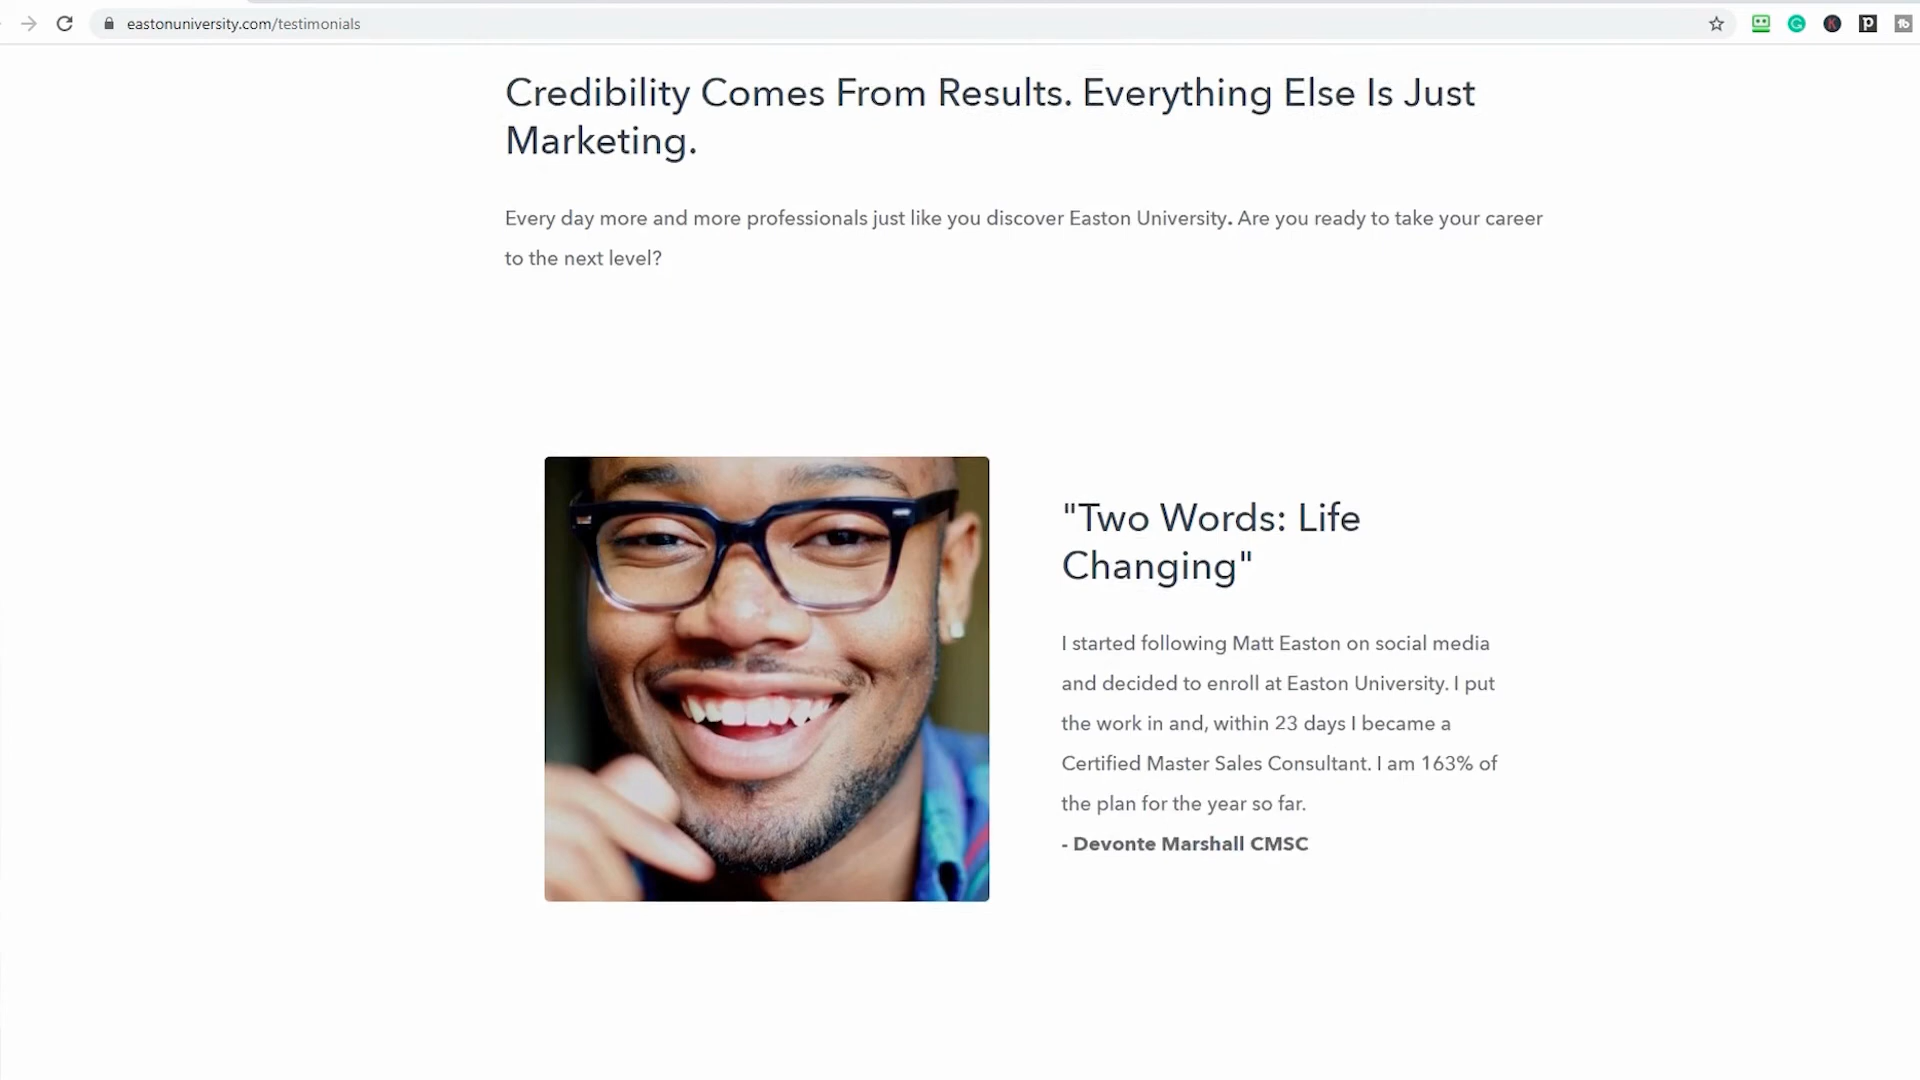 eastonuniversity.com/testimonials
Credibility Comes From Results. Everything Else Is Just
Marketing.
Every day more and more professionals just like you discover Easton University. Are you ready to take your career
to the next level?
"Two Words: Life
Changing"
I started following Matt Easton on social media
and decided to enroll at Easton University. I put
the work in and, within 23 days I became a
Certified Master Sales Consultant. I am 163% of
the plan for the year so far.
- Devonte Marshall CMSC